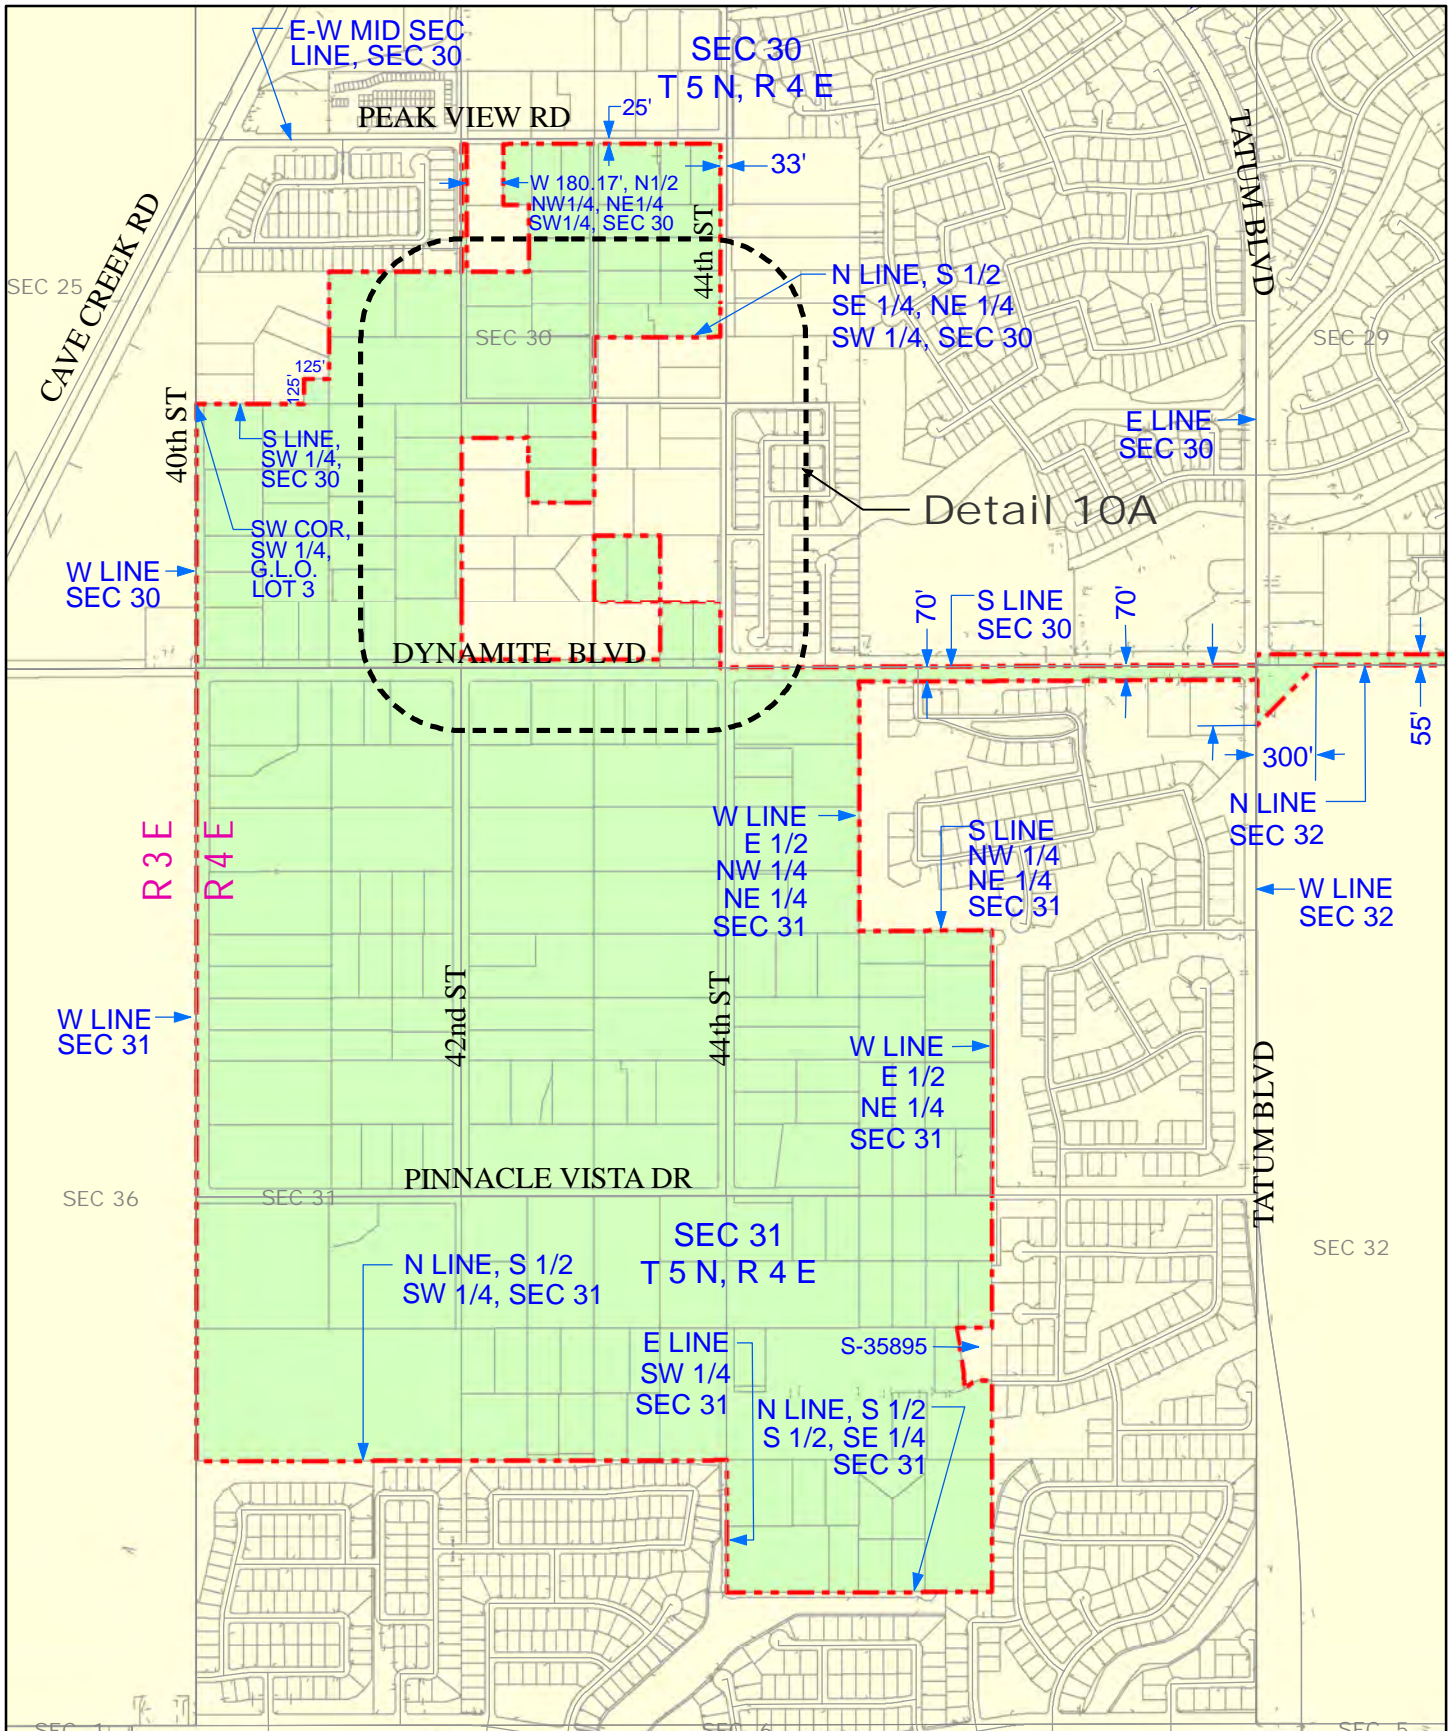 E-W MID SEC
LINE, SEC 30
SEC 30
T 5 N, R 4 E
PEAK VIEW RD
25'
33'
TATUM BLVD
W 180.17', N1/2
NW1/4, NE1/4
SW1/4, SEC 30
44th ST
CAVE CREEK RD
SEC 25
N LINE, S 1/2
SE 1/4, NE 1/4
SW 1/4, SEC 30
SEC 30
SEC 29
125'
125'
40th ST
S LINE,
SW 1/4,
SEC 30
E LINE
SEC 30
Detail 10A
SW COR,
SW 1/4,
G.L.O.
LOT 3
W LINE
SEC 30
70'
S LINE
SEC 30
70'
DYNAMITE BLVD
55'
300'
N LINE
SEC 32
R 3 E
R 4 E
W LINE
E 1/2
NW 1/4
NE 1/4
SEC 31
S LINE
NW 1/4
NE 1/4
SEC 31
W LINE
SEC 32
42nd ST
44th ST
W LINE
SEC 31
W LINE
E 1/2
NE 1/4
SEC 31
TATUM BLVD
PINNACLE VISTA DR
SEC 36
SEC 31
SEC 31
T 5 N, R 4 E
SEC 32
N LINE, S 1/2
SW 1/4, SEC 31
E LINE
SW 1/4
SEC 31
S-35895
N LINE, S 1/2
S 1/2, SE 1/4
SEC 31
SEC 1
SEC 6
SEC 5